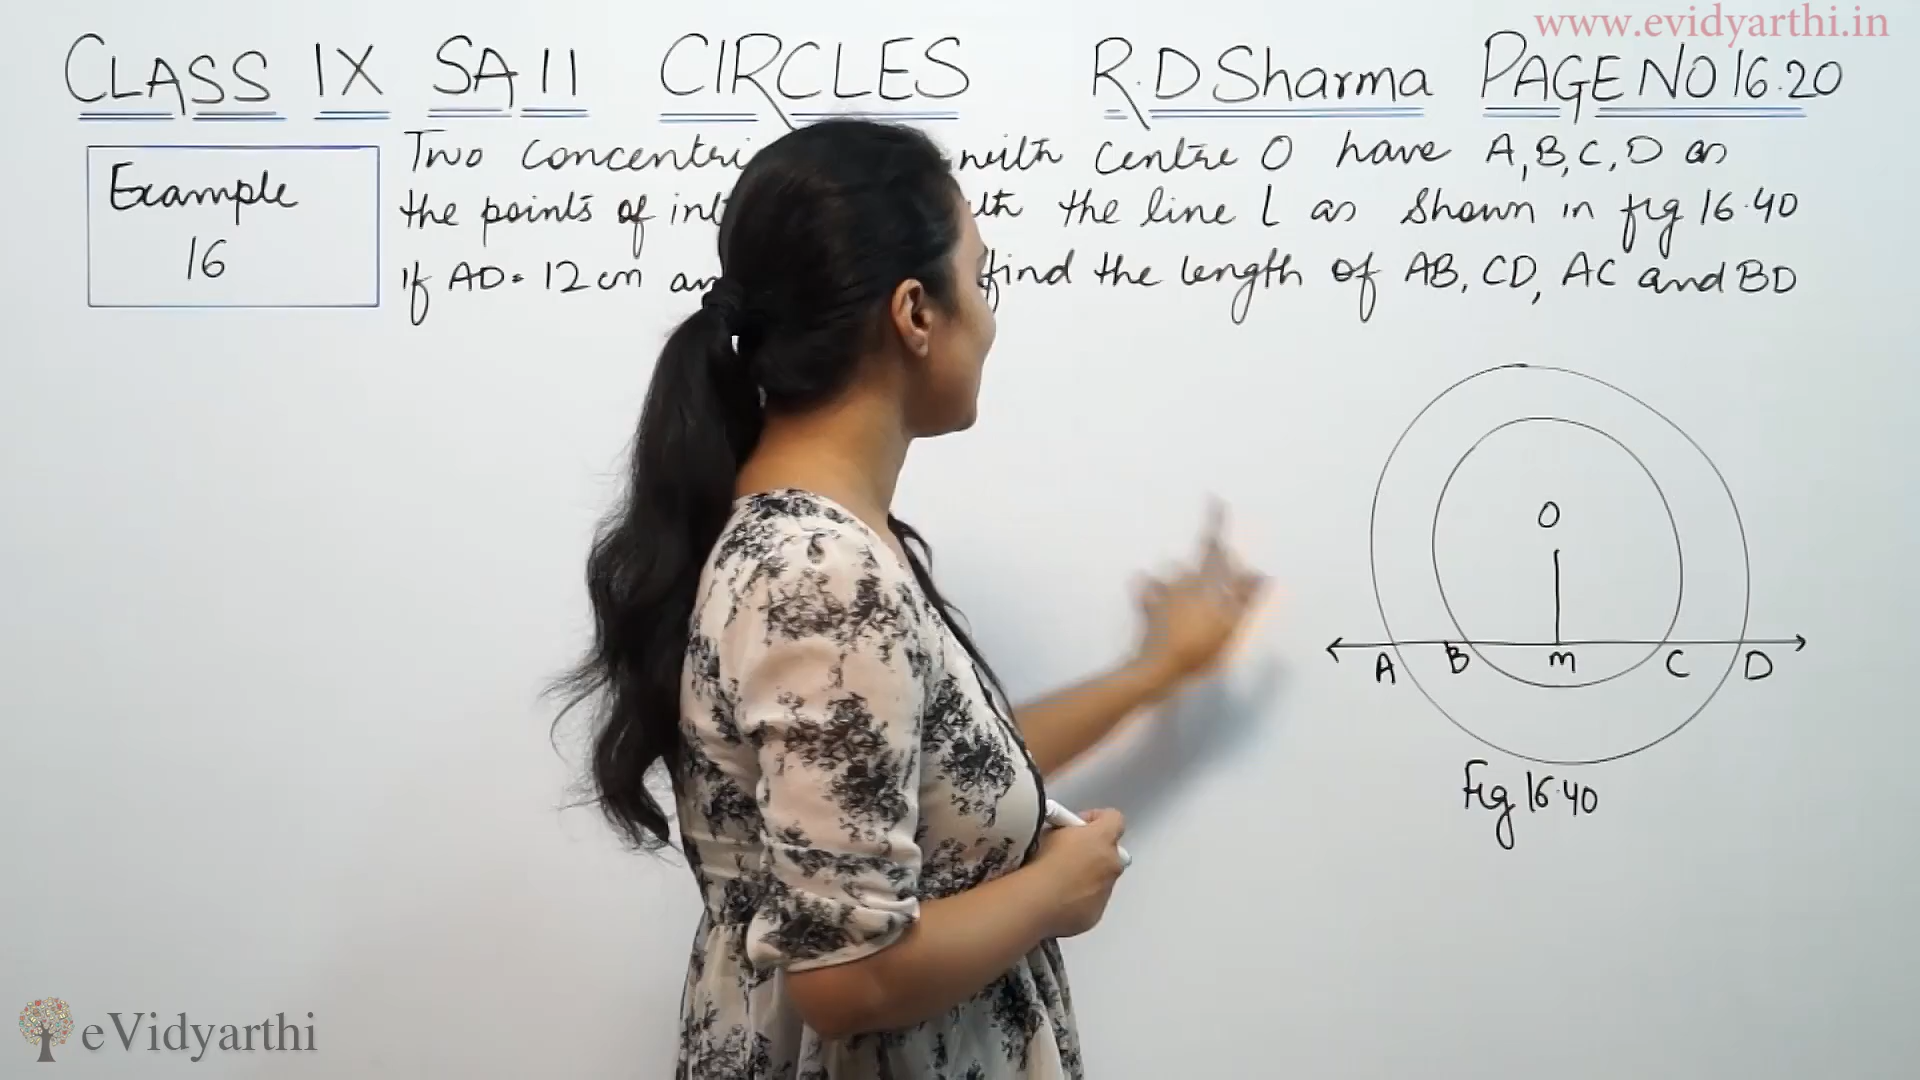 www.evidyarthi.in
CLASS IX SA II CIRCLES R.D Sharma PAGE NO 16.20
Example
16
Two concentri with centre O have A, B, C, D as
the points of int the line L as shown in fig 16.40
If AD = 12 cm find the length of AB, CD, AC and BD
O
A B M C D
Fig 16.40
eVidyarthi